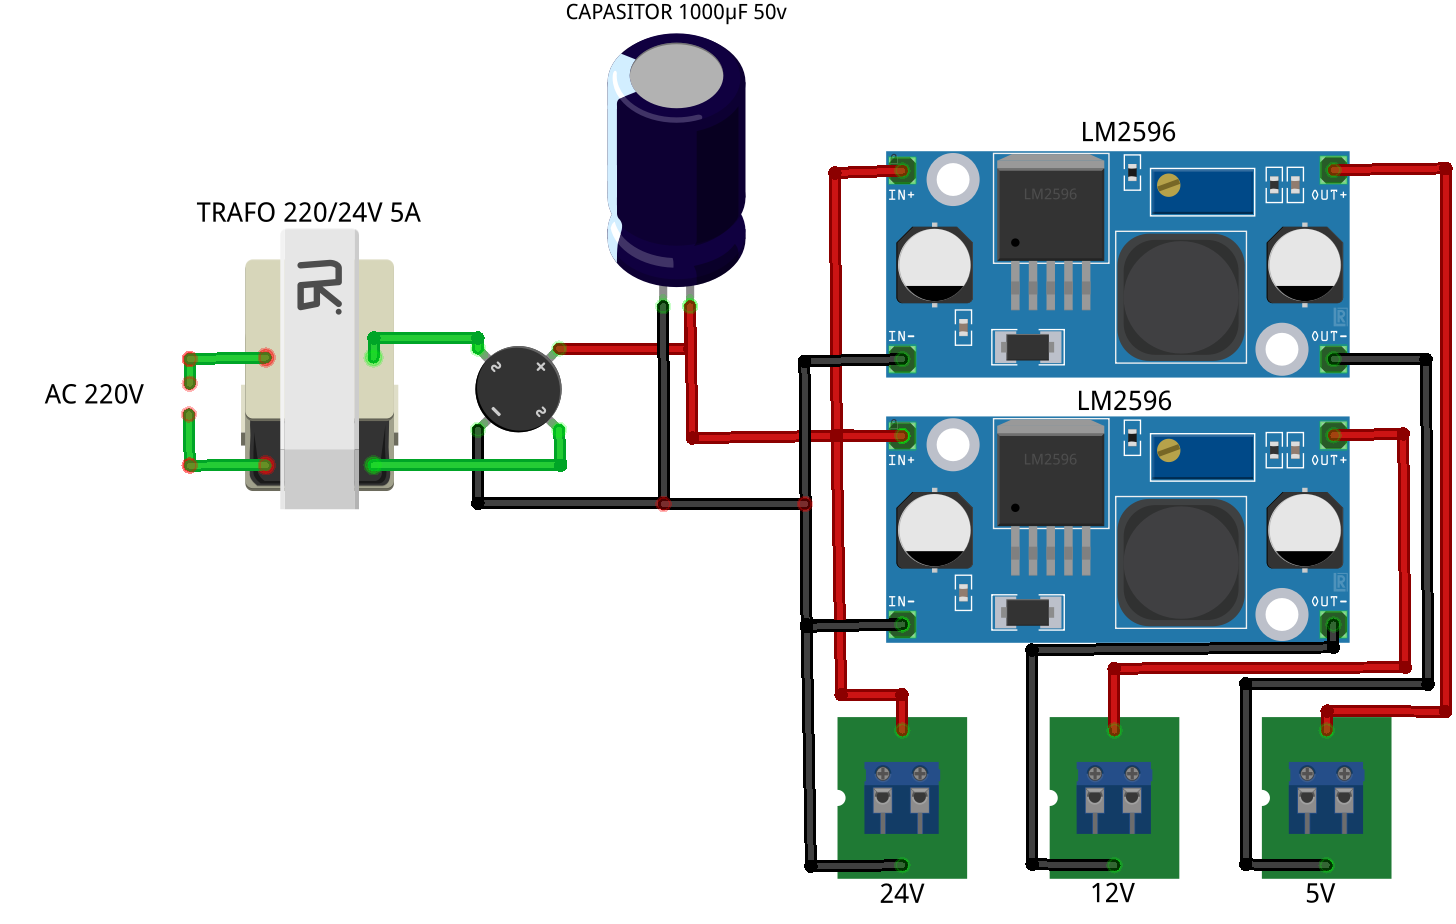 CAPASITOR 1000µF 50v
LM2596
TRAFO 220/24V 5A
IN+
LM2596
OUT+
IN-
OUT-
AC 220V
LM2596
IN+
LM2596
OUT+
IN-
OUT-
24V
12V
5V